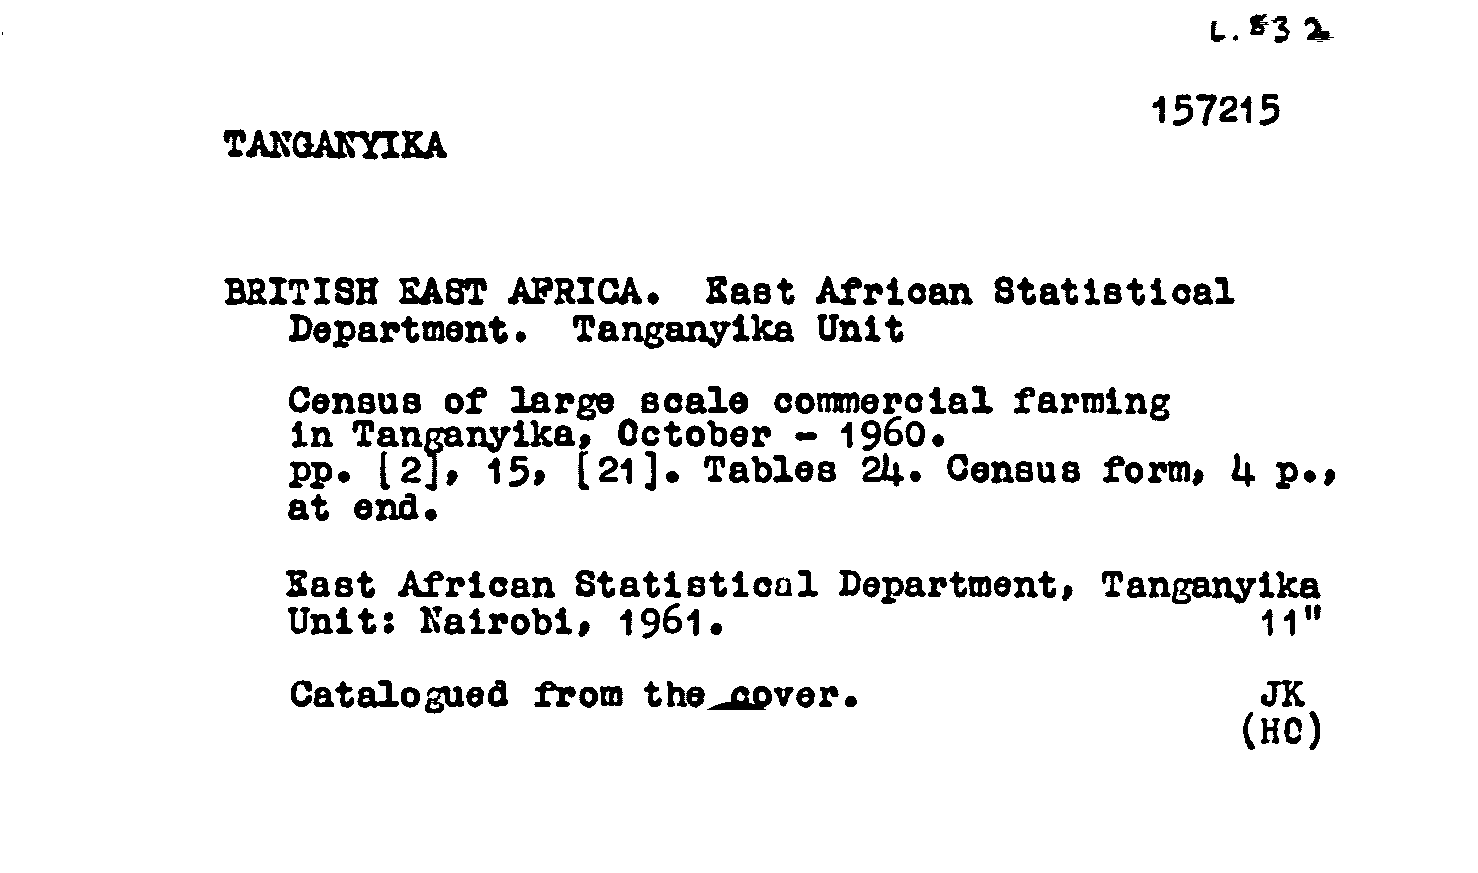 L.532
157215
TANGANYIKA
BRITISH EAST AFRICA. East African Statistical
Department. Tanganyika Unit
Census of large scale commercial farming
in Tanganyika, October - 1960.
pp. [2], 15, [21]. Tables 24. Census form, 4 p.,
at end.
East African Statistical Department, Tanganyika
Unit: Nairobi, 1961. 11"
Catalogued from the cover. JK
(HC)